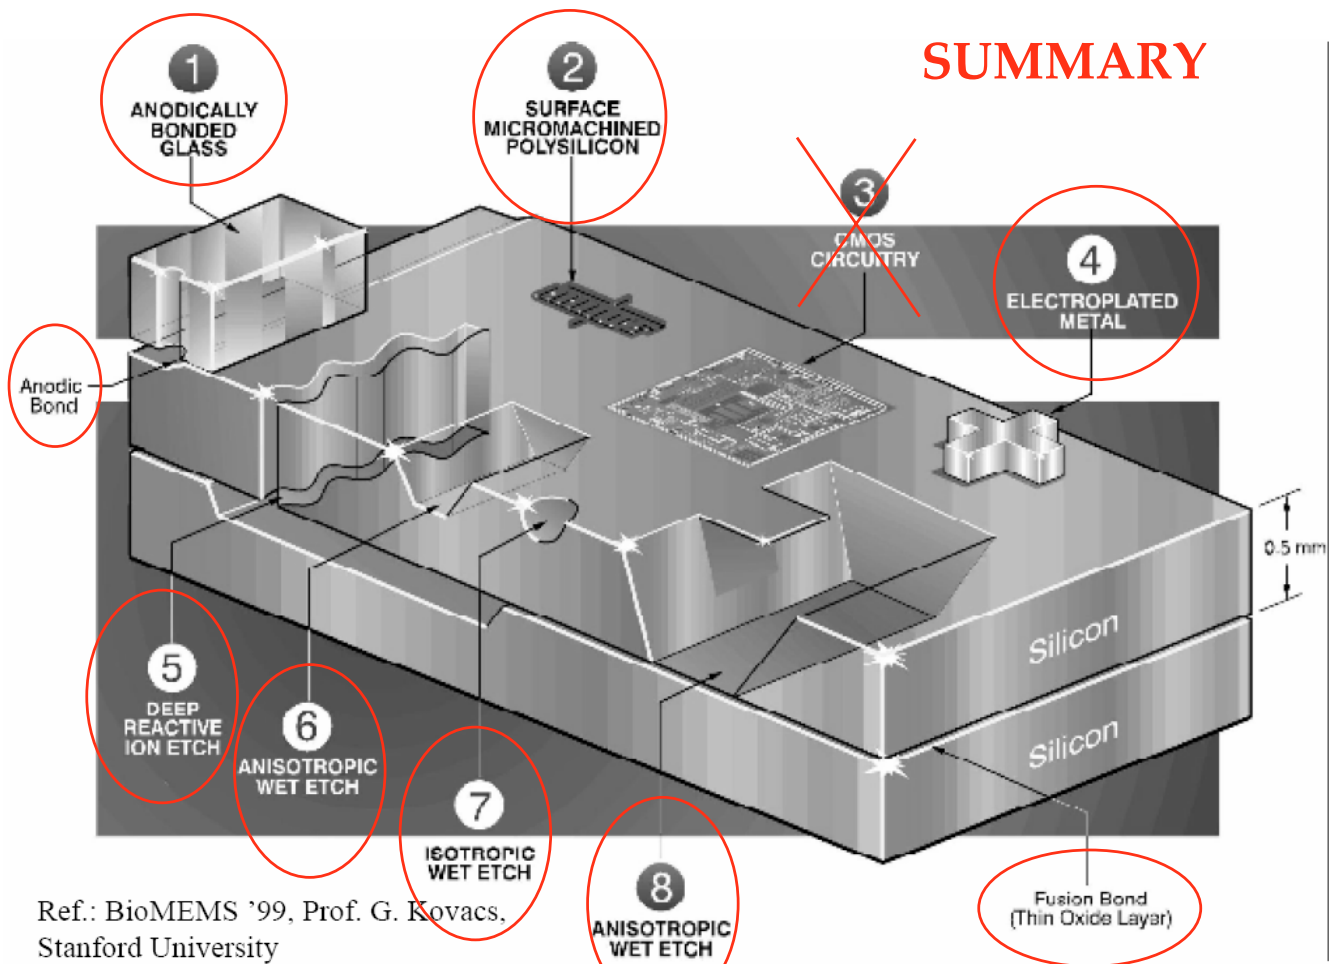 SUMMARY
1
ANODICALLY
BONDED
GLASS
2
SURFACE
MICROMACHINED
POLYSILICON
3
CMOS
CIRCUITRY
4
ELECTROPLATED
METAL
Anodic
Bond
0.5 mm
Silicon
Silicon
5
DEEP
REACTIVE
ION ETCH
6
ANISOTROPIC
WET ETCH
7
ISOTROPIC
WET ETCH
8
ANISOTROPIC
WET ETCH
Fusion Bond
(Thin Oxide Layer)
Ref.: BioMEMS ’99, Prof. G. Kovacs,
Stanford University